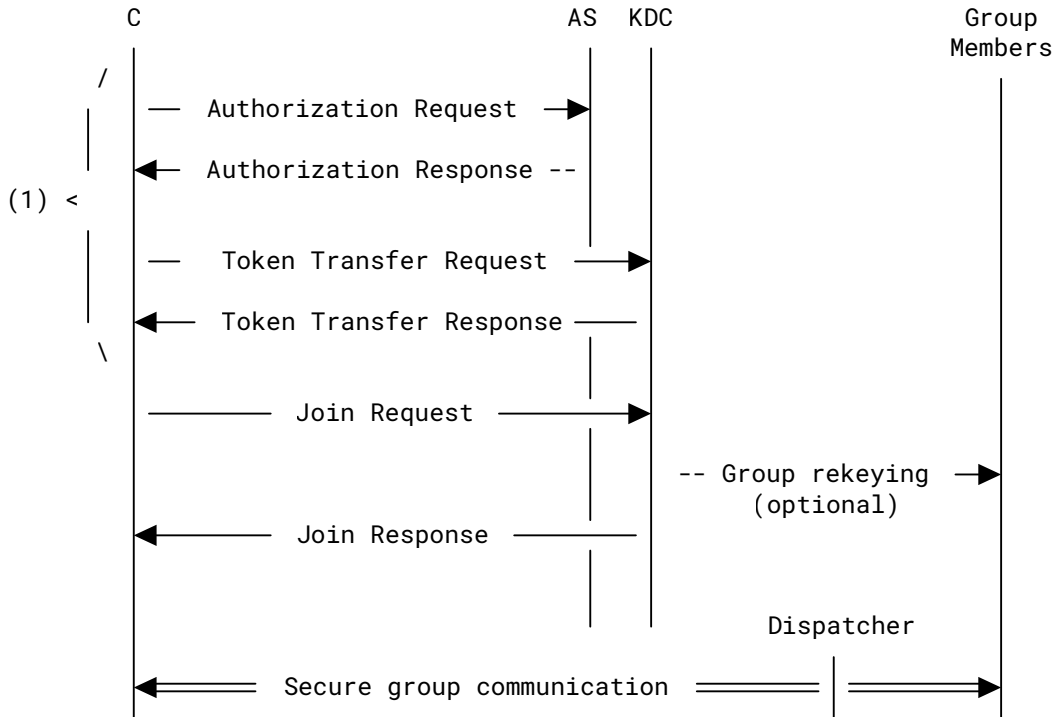 C AS KDC Group
Members
/
Authorization Request
Authorization Response --
(1) <
Token Transfer Request
Token Transfer Response
\
Join Request
-- Group rekeying
(optional)
Join Response
Dispatcher
Secure group communication